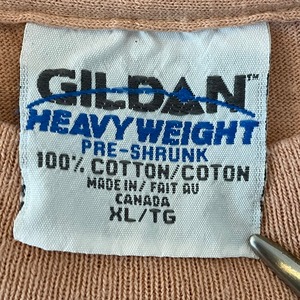 GILDAN™
HEAVYWEIGHT
PRE-SHRUNK
100% COTTON/COTON
MADE IN/FAIT AU
CANADA
XL/TG